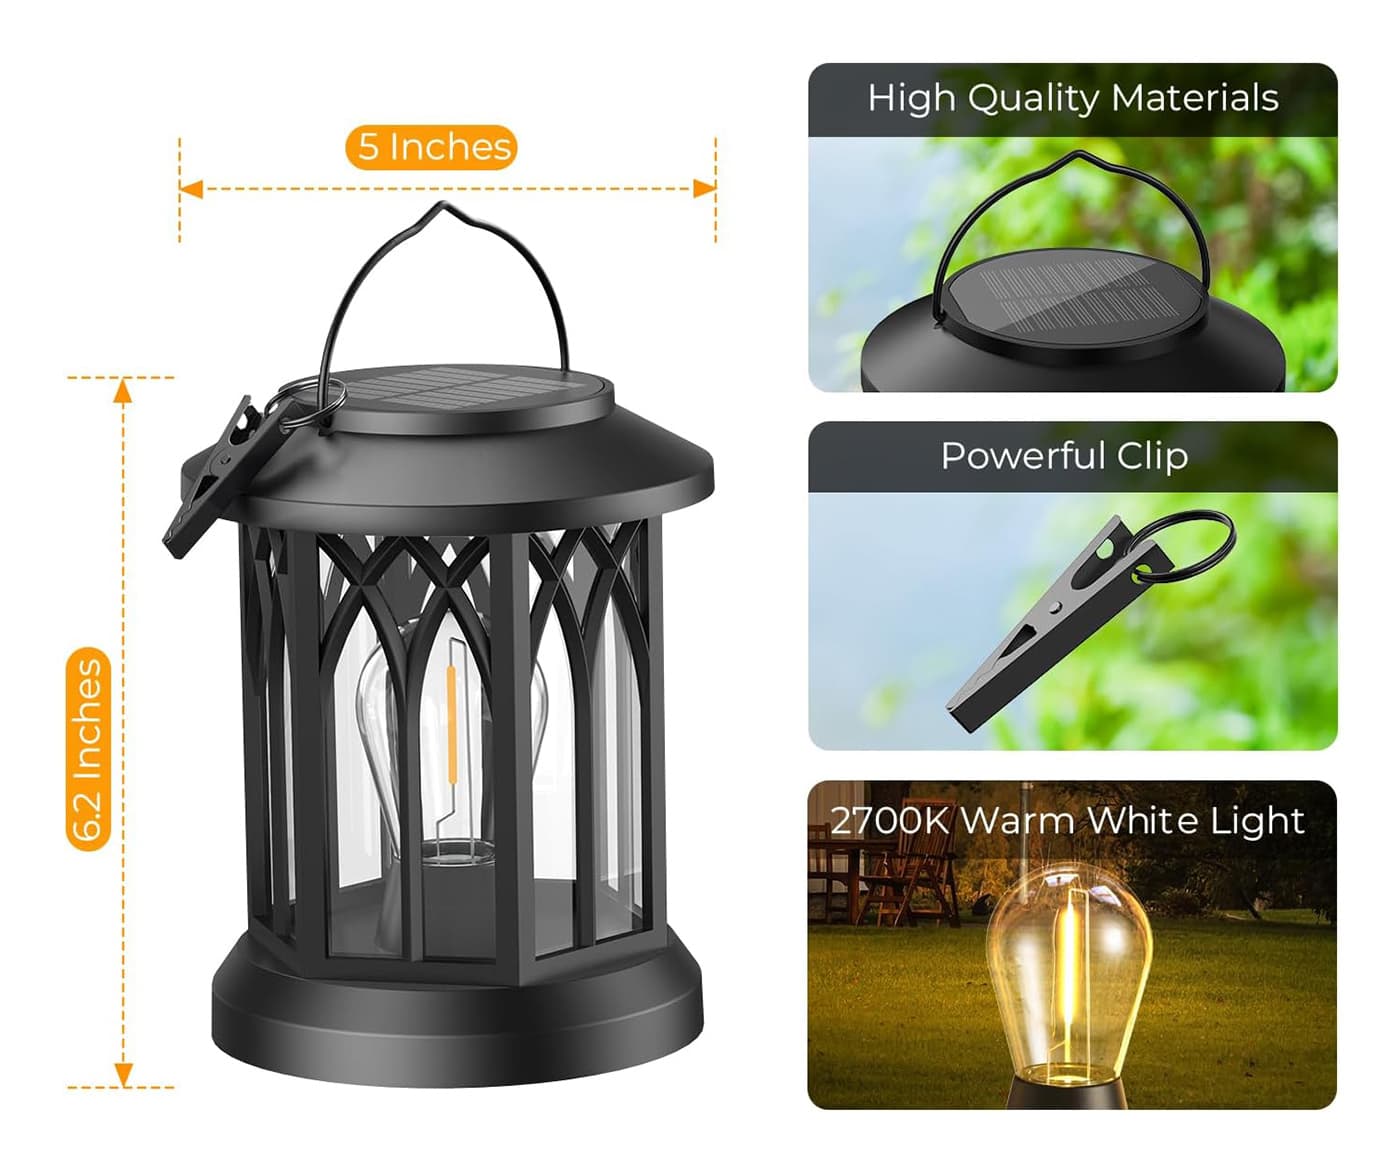 5 Inches
6.2 Inches
High Quality Materials
Powerful Clip
2700K Warm White Light